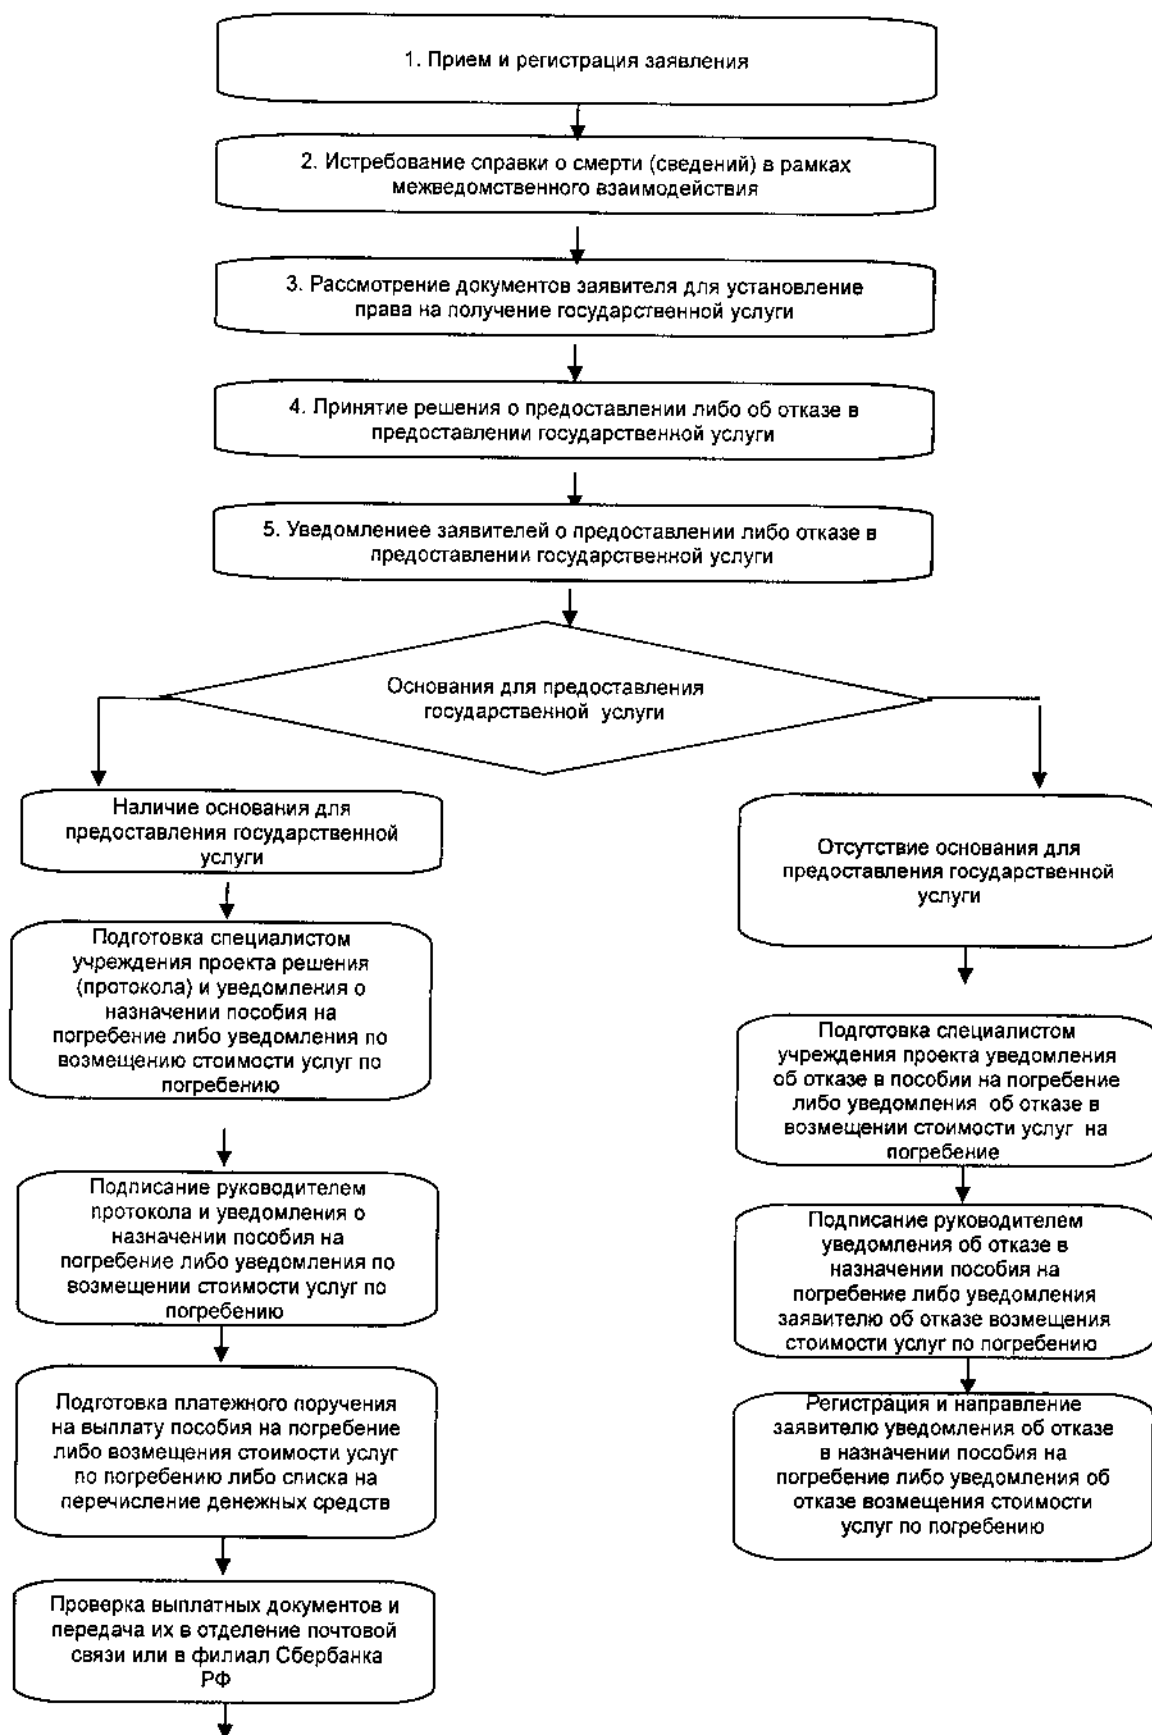 1. Прием и регистрация заявления
2. Истребование справки о смерти (сведений) в рамках
межведомственного взаимодействия
3. Рассмотрение документов заявителя для установление
права на получение государственной услуги
4. Принятие решения о предоставлении либо об отказе в
предоставлении государственной услуги
5. Уведомлениее заявителей о предоставлении либо отказе в
предоставлении государственной услуги
Основания для предоставления
государственной услуги
Наличие основания для
предоставления государственной
услуги
Подготовка специалистом
учреждения проекта решения
(протокола) и уведомления о
назначении пособия на
погребение либо уведомления по
возмещению стоимости услуг по
погребению
Подписание руководителем
протокола и уведомления о
назначении пособия на
погребение либо уведомления по
возмещении стоимости услуг по
погребению
Подготовка платежного поручения
на выплату пособия на погребение
либо возмещения стоимости услуг
по погребению либо списка на
перечисление денежных средств
Проверка выплатных документов и
передача их в отделение почтовой
связи или в филиал Сбербанка
РФ
Отсутствие основания для
предоставления государственной
услуги
Подготовка специалистом
учреждения проекта уведомления
об отказе в пособии на погребение
либо уведомления об отказе в
возмещении стоимости услуг на
погребение
Подписание руководителем
уведомления об отказе в
назначении пособия на
погребение либо уведомления
заявителю об отказе возмещения
стоимости услуг по погребению
Регистрация и направление
заявителю уведомления об отказе
в назначении пособия на
погребение либо уведомления об
отказе возмещения стоимости
услуг по погребению